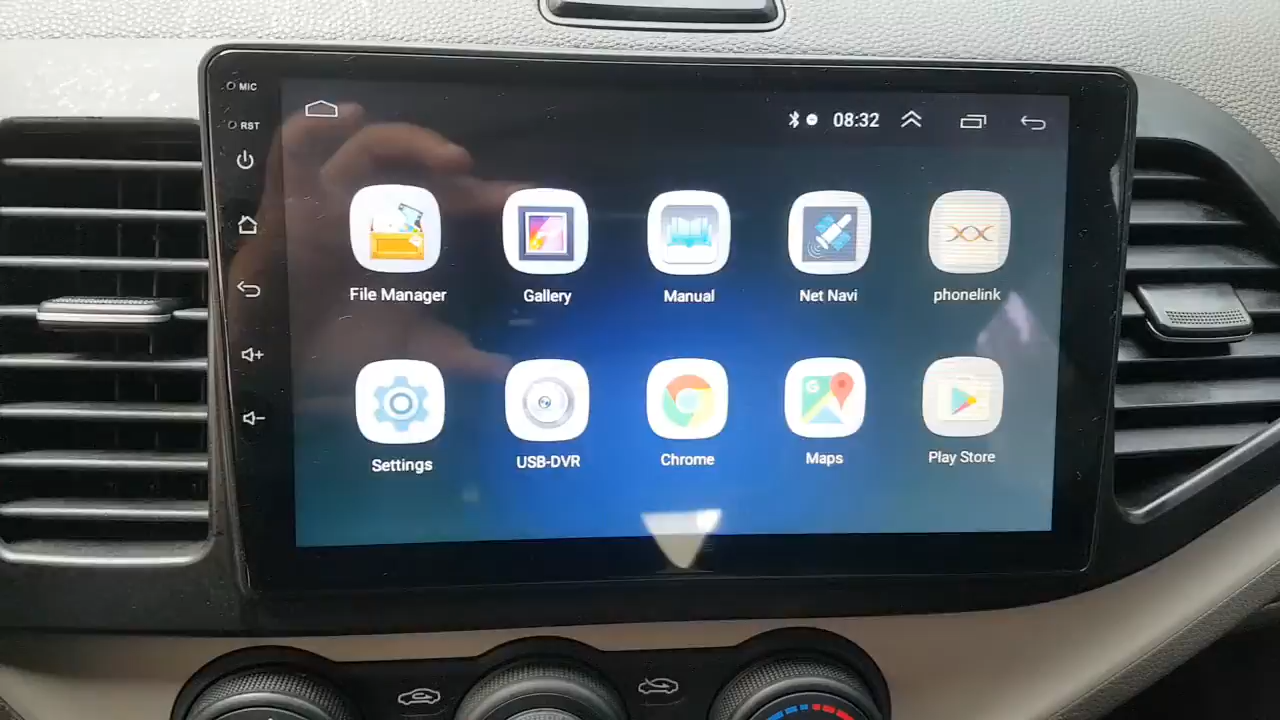 MIC
08:32
RST
File Manager
Gallery
Manual
Net Navi
phonelink
G
Settings
USB-DVR
Chrome
Maps
Play Store